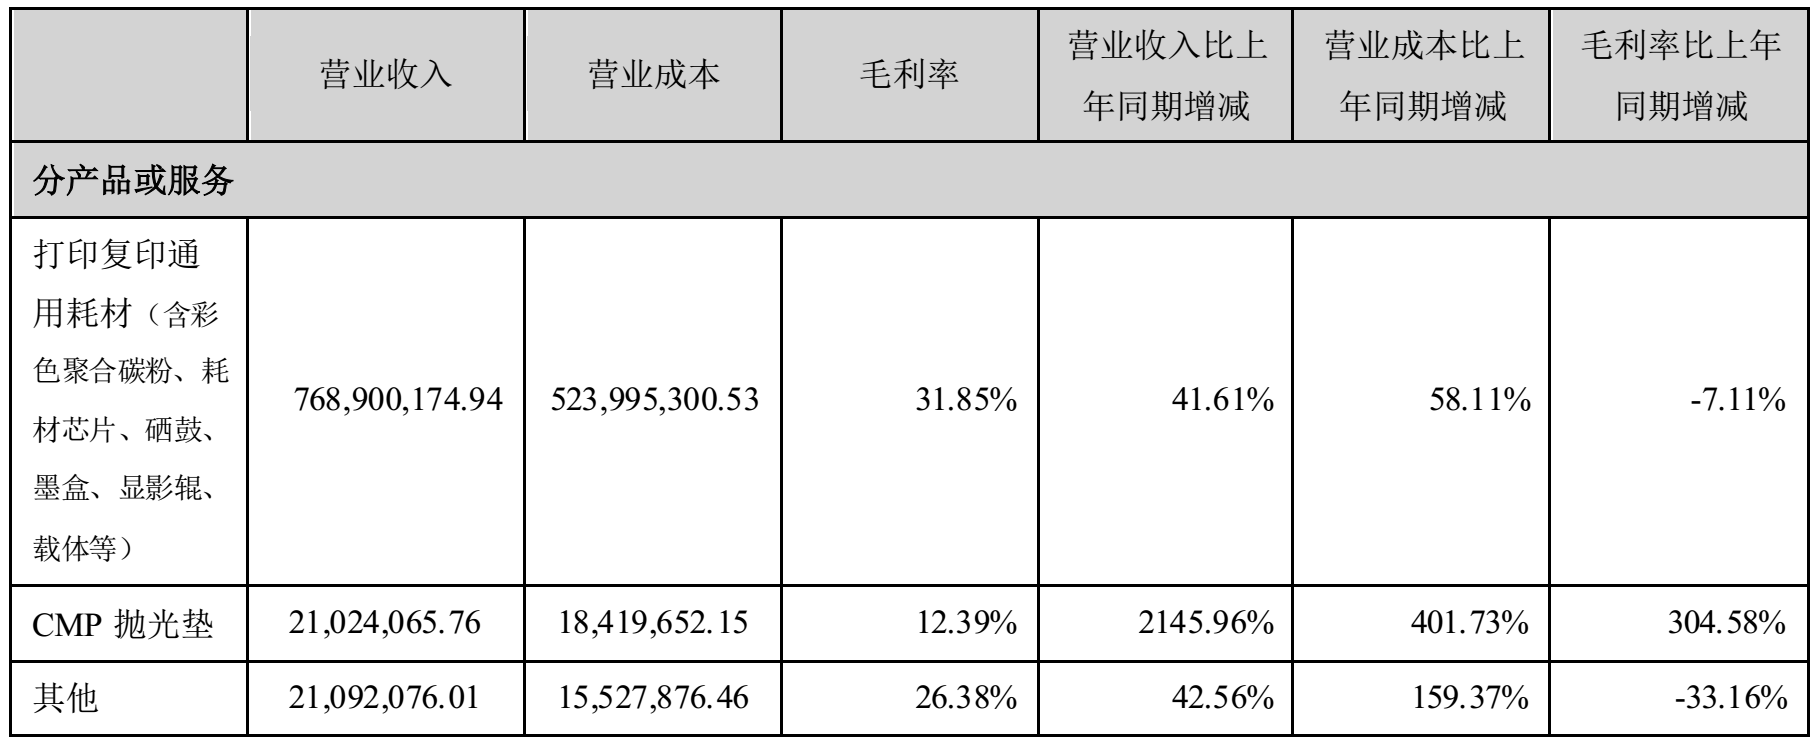 营业收入 营业成本 毛利率 营业收入比上年同期增减 营业成本比上年同期增减 毛利率比上年同期增减
分产品或服务
打印复印通
用耗材（含彩
色聚合碳粉、耗
材芯片、硒鼓、
墨盒、显影辊、
载体等） 768,900,174.94 523,995,300.53 31.85% 41.61% 58.11% -7.11%
CMP 抛光垫 21,024,065.76 18,419,652.15 12.39% 2145.96% 401.73% 304.58%
其他 21,092,076.01 15,527,876.46 26.38% 42.56% 159.37% -33.16%